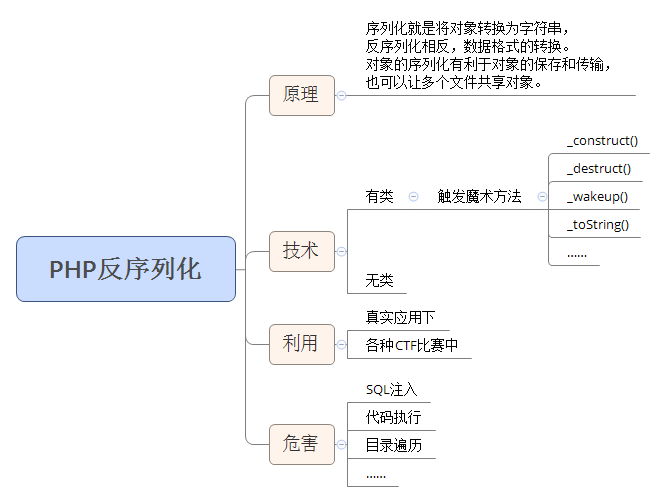 序列化就是将对象转换为字符串,
反序列化相反，数据格式的转换。
对象的序列化有利于对象的保存和传输,
也可以让多个文件共享对象。
原理
_construct()
_destruct()
有类
触发魔术方法
_wakeup()
_toString()
......
技术
PHP反序列化
无类
真实应用下
利用
各种CTF比赛中
SQL注入
代码执行
危害
目录遍历
......